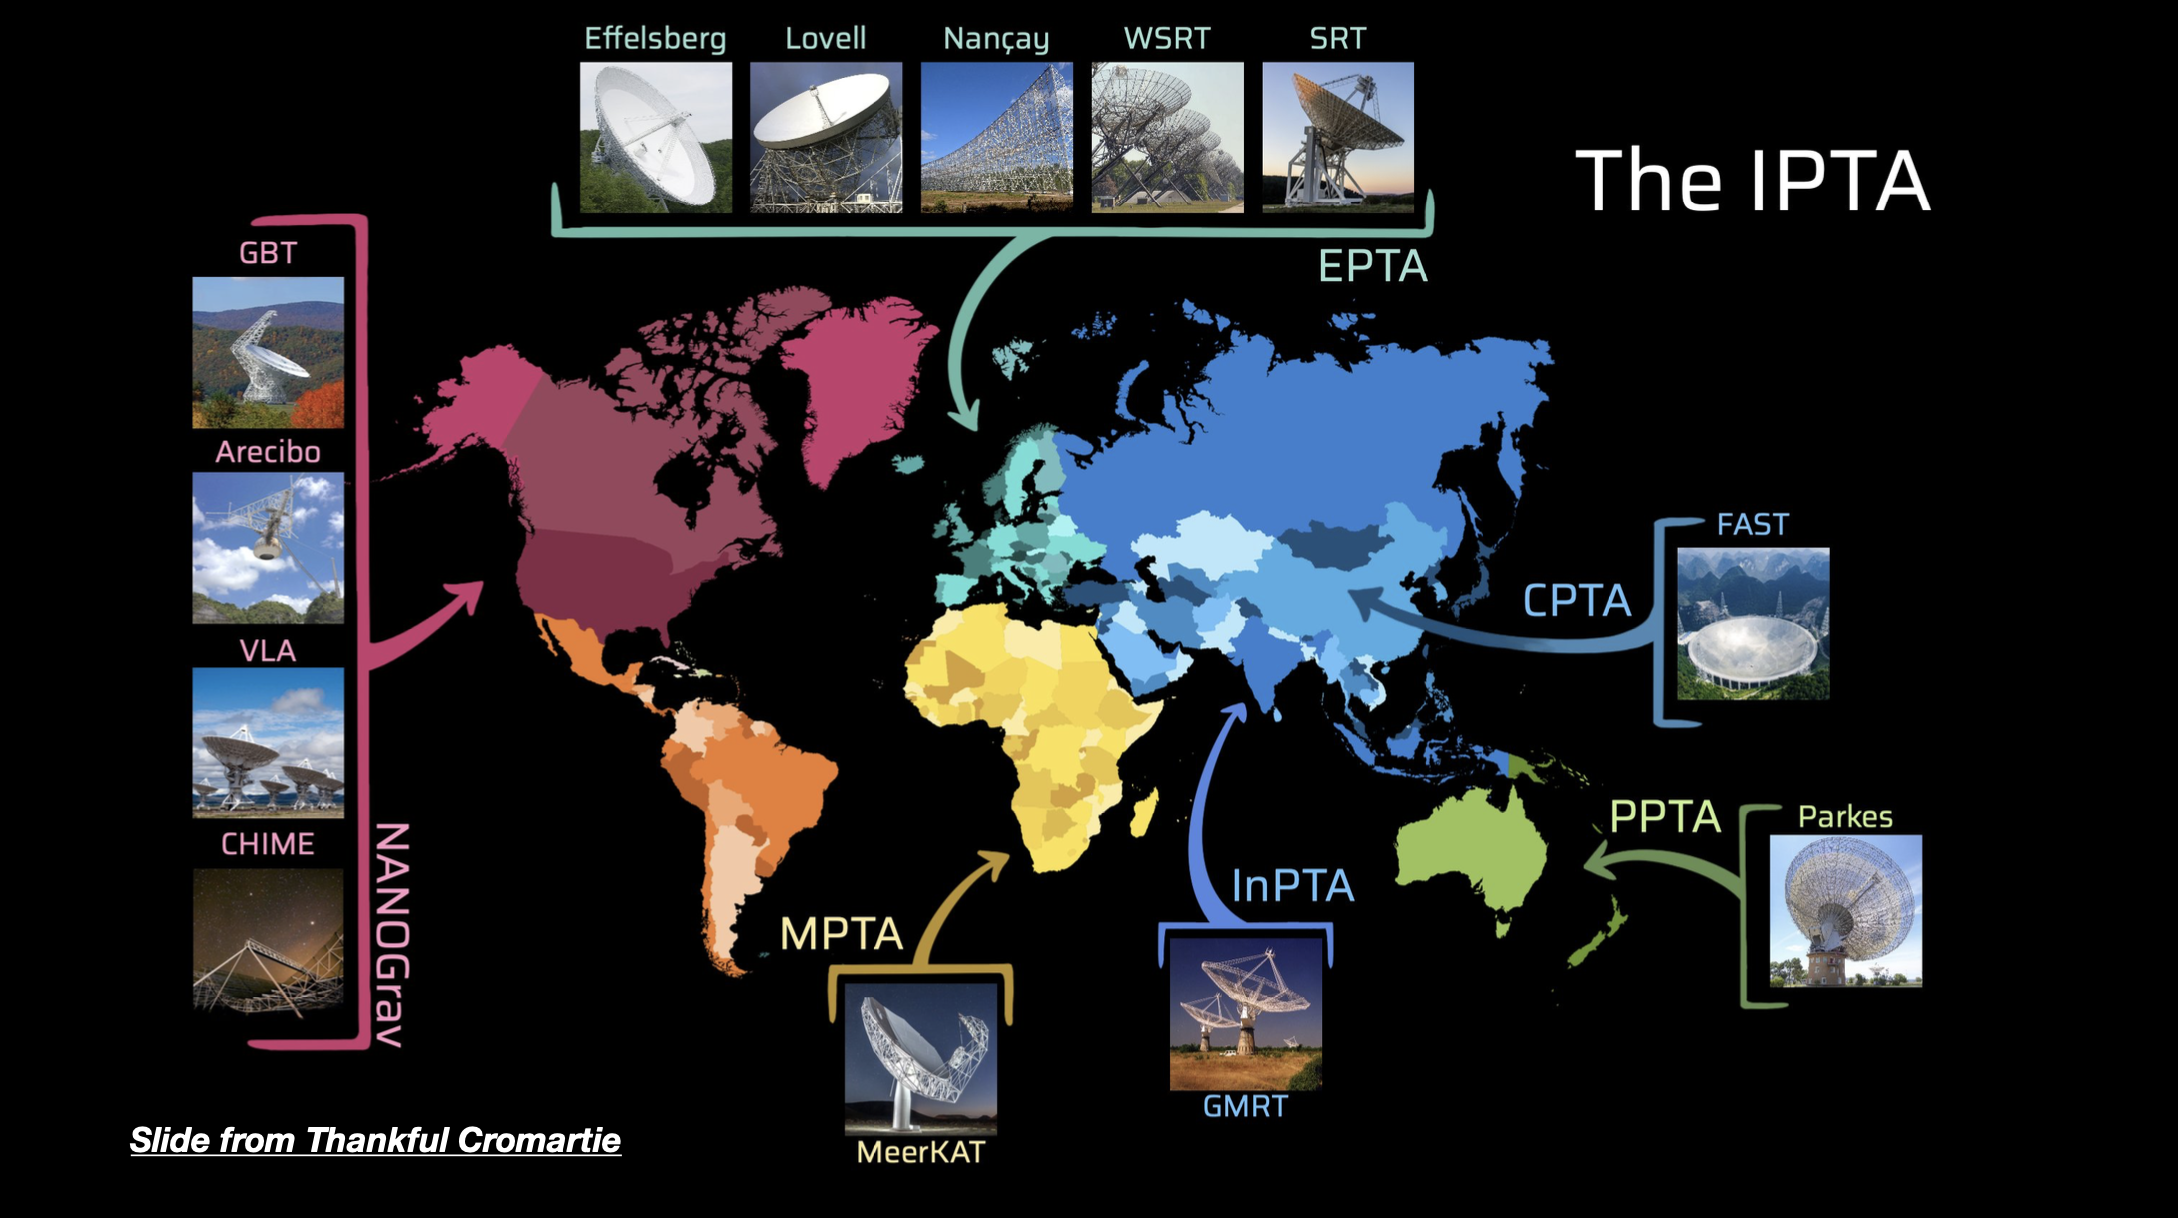 Effelsberg
Lovell
Nançay
WSRT
SRT
The IPTA
EPTA
GBT
Arecibo
VLA
CHIME
NANOGrav
FAST
CPTA
PPTA
Parkes
InPTA
GMRT
MPTA
MeerKAT
Slide from Thankful Cromartie